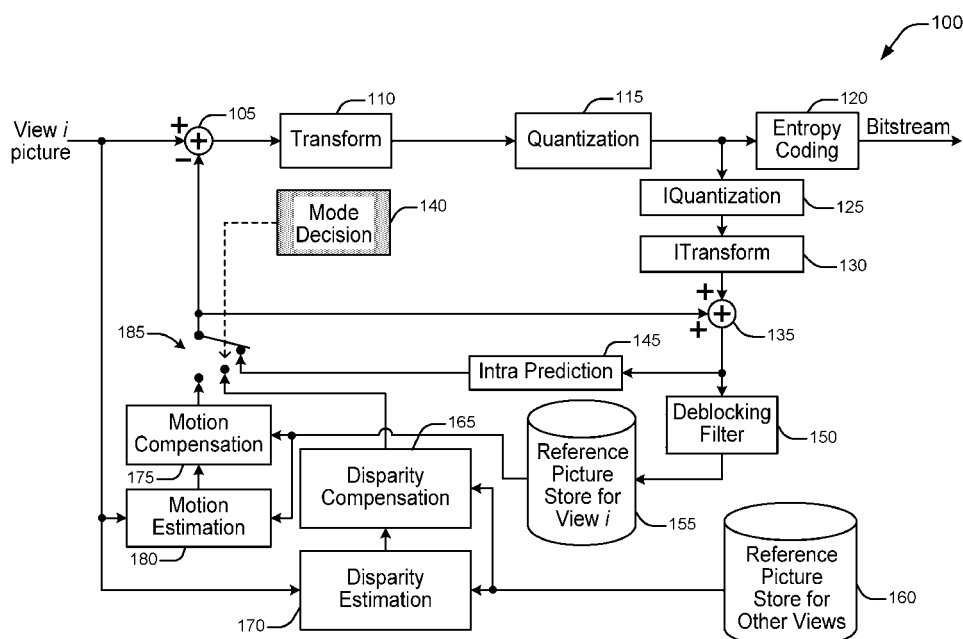 100
View i
picture
+
105
+
−
110
Transform
115
Quantization
120
Entropy
Coding
Bitstream
Mode
Decision
140
IQuantization
125
ITransform
130
+
+
+
135
185
145
Intra Prediction
Deblocking
Filter
150
Motion
Compensation
175
165
Disparity
Compensation
Reference
Picture
Store for
View i
155
Motion
Estimation
180
Disparity
Estimation
170
Reference
Picture
Store for
Other Views
160